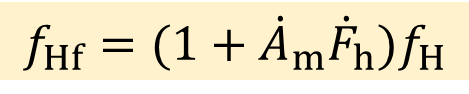 f_Hf = (1 + Ȧ_m Ḟ_h) f_H